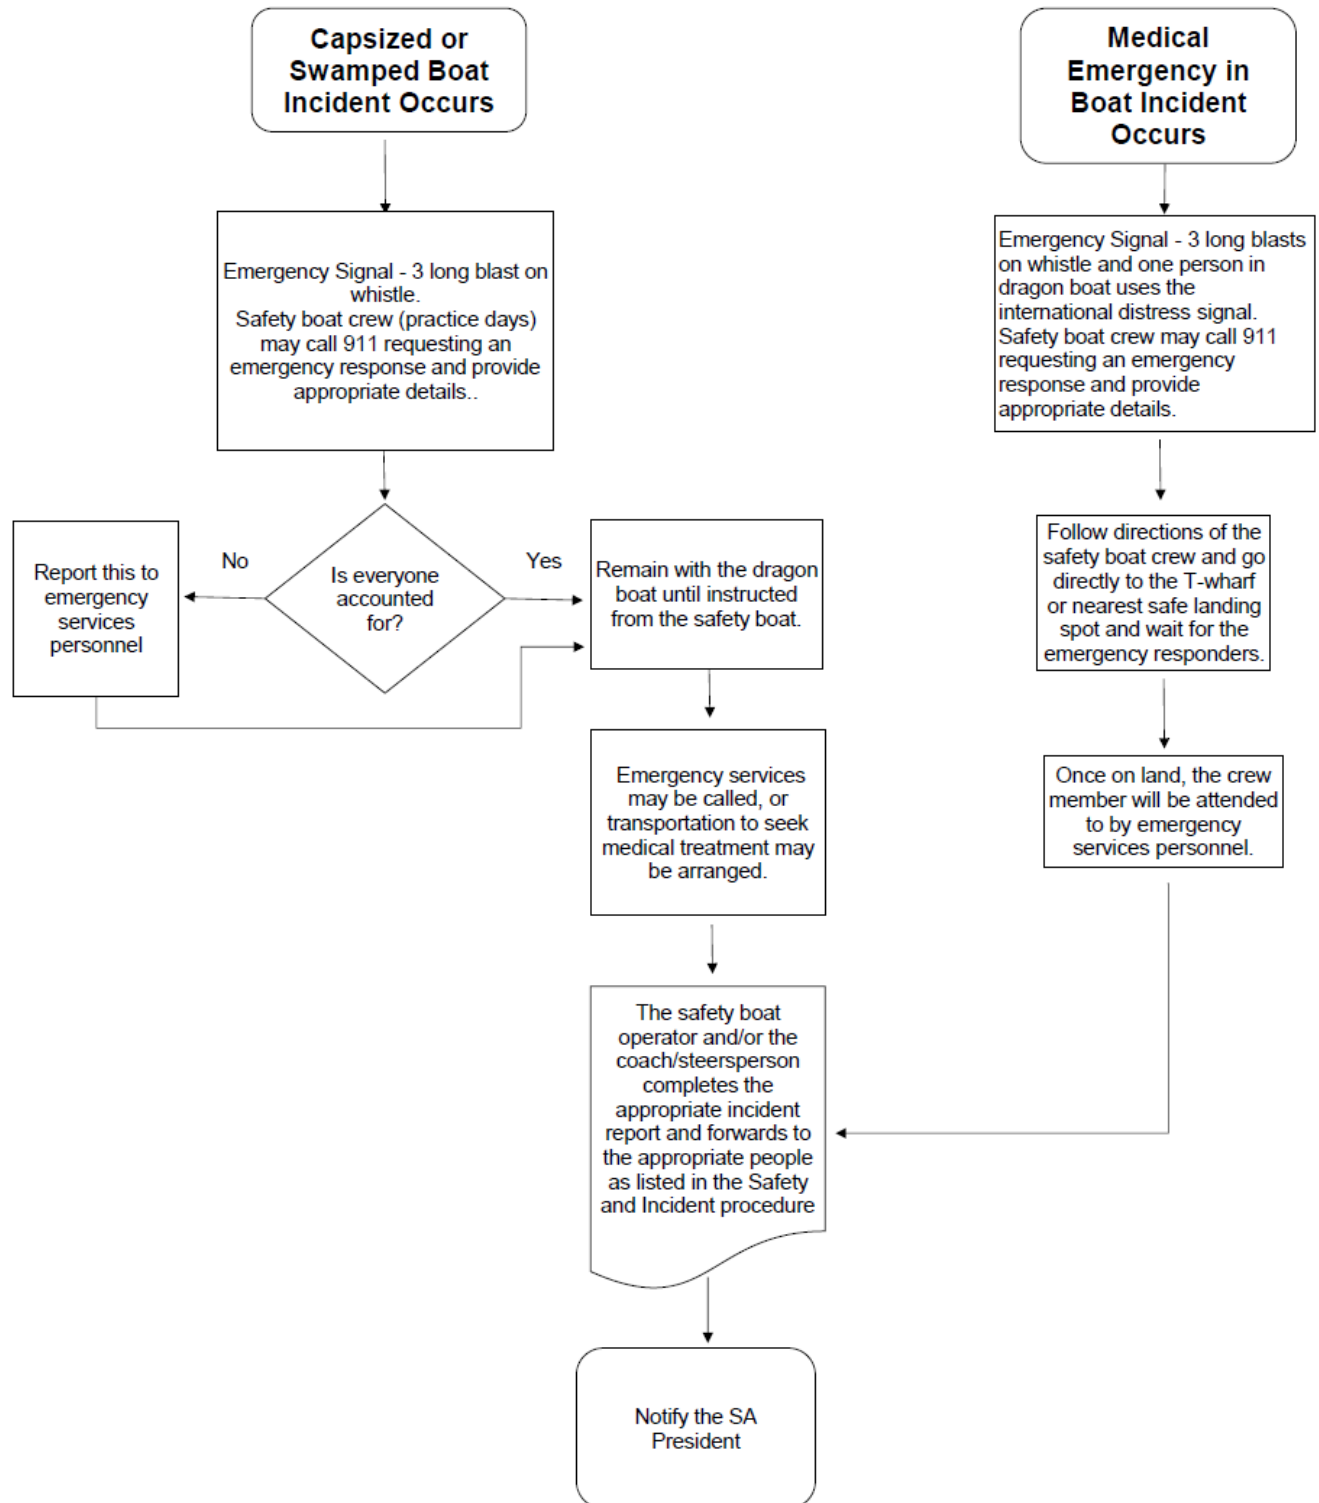 Capsized or
Swamped Boat
Incident Occurs
Medical
Emergency in
Boat Incident
Occurs
Emergency Signal - 3 long blast on
whistle.
Safety boat crew (practice days)
may call 911 requesting an
emergency response and provide
appropriate details..
Emergency Signal - 3 long blasts
on whistle and one person in
dragon boat uses the
international distress signal.
Safety boat crew may call 911
requesting an emergency
response and provide
appropriate details.
Report this to
emergency
services
personnel
No
Is everyone
accounted
for?
Yes
Remain with the dragon
boat until instructed
from the safety boat.
Follow directions of the
safety boat crew and go
directly to the T-wharf
or nearest safe landing
spot and wait for the
emergency responders.
Emergency services
may be called, or
transportation to seek
medical treatment may
be arranged.
Once on land, the crew
member will be attended
to by emergency
services personnel.
The safety boat
operator and/or the
coach/steersperson
completes the
appropriate incident
report and forwards to
the appropriate people
as listed in the Safety
and Incident procedure
Notify the SA
President